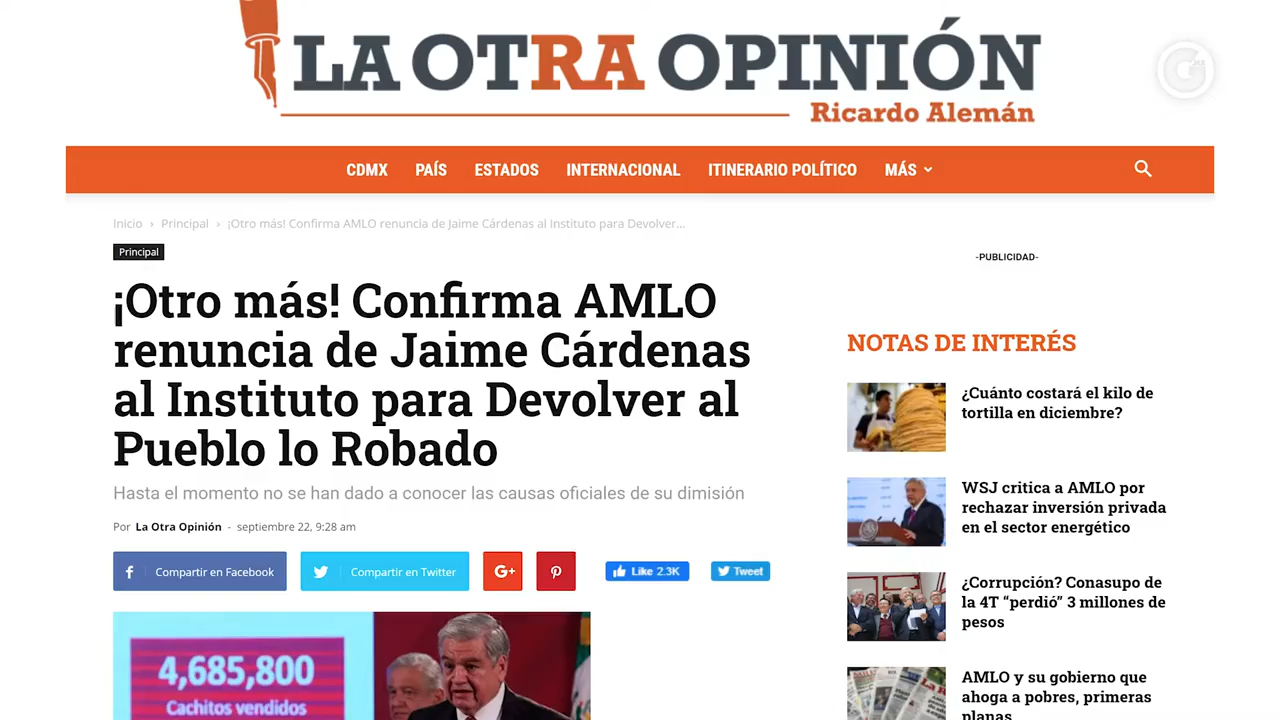 LA OTRA OPINIÓN
Ricardo Alemán
CDMX PAÍS ESTADOS INTERNACIONAL ITINERARIO POLÍTICO MÁS
Inicio › Principal › ¡Otro más! Confirma AMLO renuncia de Jaime Cárdenas al Instituto para Devolver...
Principal
¡Otro más! Confirma AMLO
renuncia de Jaime Cárdenas
al Instituto para Devolver al
Pueblo lo Robado
Hasta el momento no se han dado a conocer las causas oficiales de su dimisión
Por La Otra Opinión - septiembre 22, 9:28 am
Compartir en Facebook Compartir en Twitter G+ Like 2.3K Tweet
4,685,800
Cachitos vendidos
-PUBLICIDAD-
NOTAS DE INTERÉS
¿Cuánto costará el kilo de
tortilla en diciembre?
WSJ critica a AMLO por
rechazar inversión privada
en el sector energético
¿Corrupción? Conasupo de
la 4T “perdió” 3 millones de
pesos
AMLO y su gobierno que
ahoga a pobres, primeras
planas